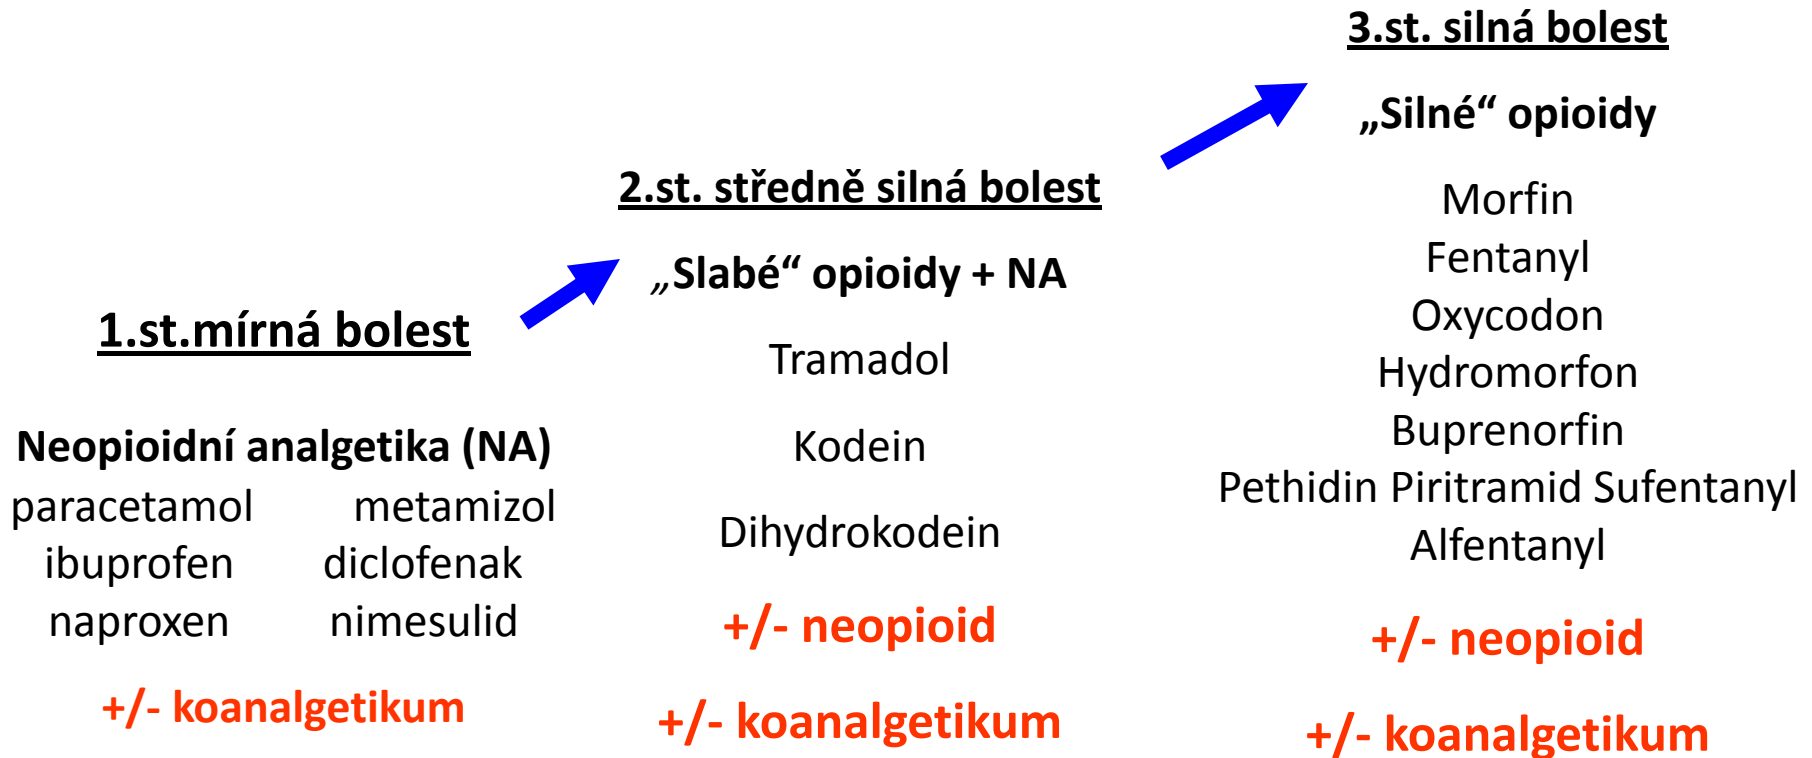 1.st.mírná bolest
Neopioidní analgetika (NA)
paracetamol metamizol
ibuprofen diclofenak
naproxen nimesulid
+/- koanalgetikum
2.st. středně silná bolest
„Slabé“ opioidy + NA
Tramadol
Kodein
Dihydrokodein
+/- neopioid
+/- koanalgetikum
3.st. silná bolest
„Silné“ opioidy
Morfin
Fentanyl
Oxycodon
Hydromorfon
Buprenorfin
Pethidin Piritramid Sufentanyl
Alfentanyl
+/- neopioid
+/- koanalgetikum